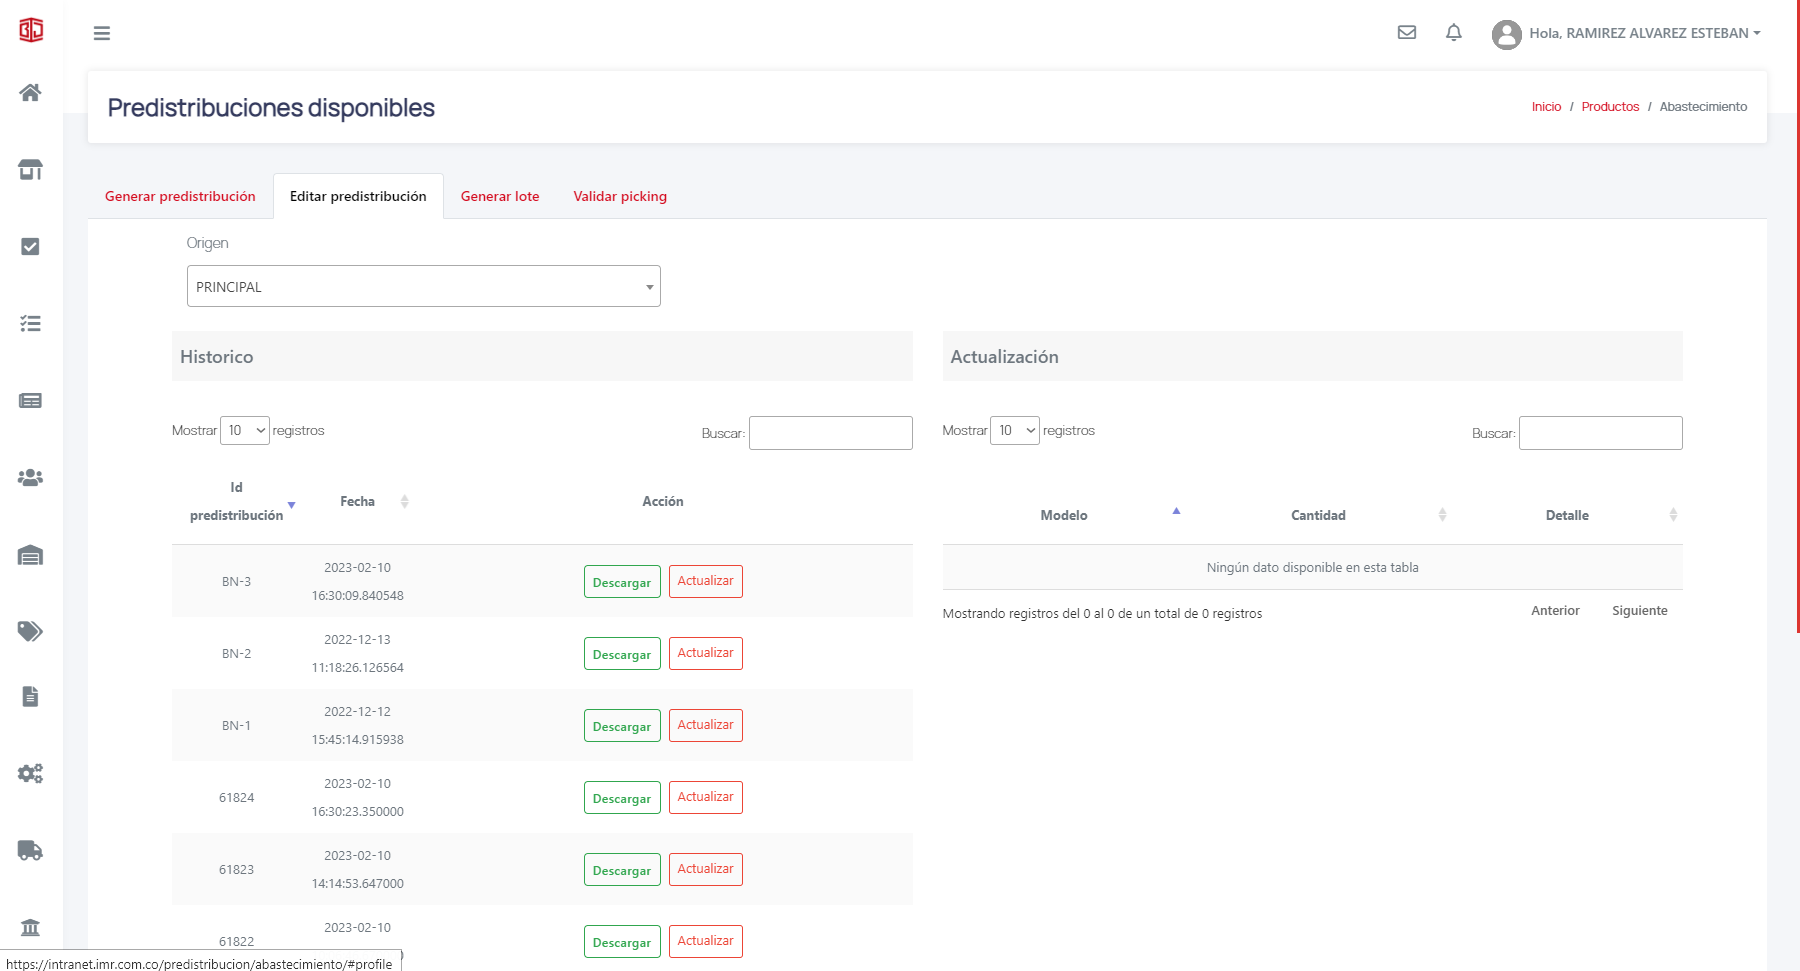 Hola, RAMIREZ ALVAREZ ESTEBAN
Predistribuciones disponibles
Inicio / Productos / Abastecimiento
Generar predistribución
Editar predistribución
Generar lote
Validar picking
Origen
PRINCIPAL
Historico
Mostrar 10 registros
Buscar:
Id predistribución
Fecha
Acción
BN-3
2023-02-10
16:30:09.840548
Descargar
Actualizar
BN-2
2022-12-13
11:18:26.126564
Descargar
Actualizar
BN-1
2022-12-12
15:45:14.915938
Descargar
Actualizar
61824
2023-02-10
16:30:23.350000
Descargar
Actualizar
61823
2023-02-10
14:14:53.647000
Descargar
Actualizar
61822
2023-02-10
Descargar
Actualizar
Actualización
Mostrar 10 registros
Buscar:
Modelo
Cantidad
Detalle
Ningún dato disponible en esta tabla
Mostrando registros del 0 al 0 de un total de 0 registros
Anterior
Siguiente
https://intranet.imr.com.co/predistribucion/abastecimiento/#profile